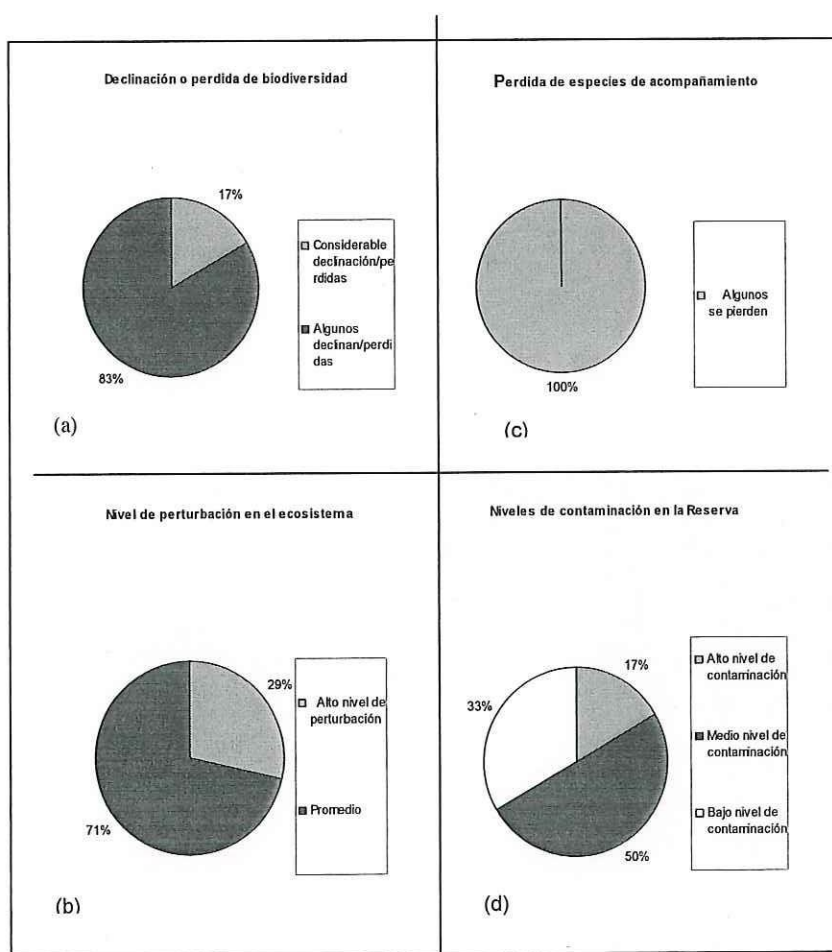 Declinación o perdida de biodiversidad
17%
83%
Considerable
declinación/pe
rdidas
Algunos
declinan/perdi
das
(a)
Perdida de especies de acompañamiento
100%
Algunos
se pierden
(c)
Nivel de perturbación en el ecosistema
29%
71%
Alto nivel de
perturbación
Promedio
(b)
Niveles de contaminación en la Reserva
17%
33%
50%
Alto nivel de
contaminación
Medio nivel de
contaminación
Bajo nivel de
contaminación
(d)